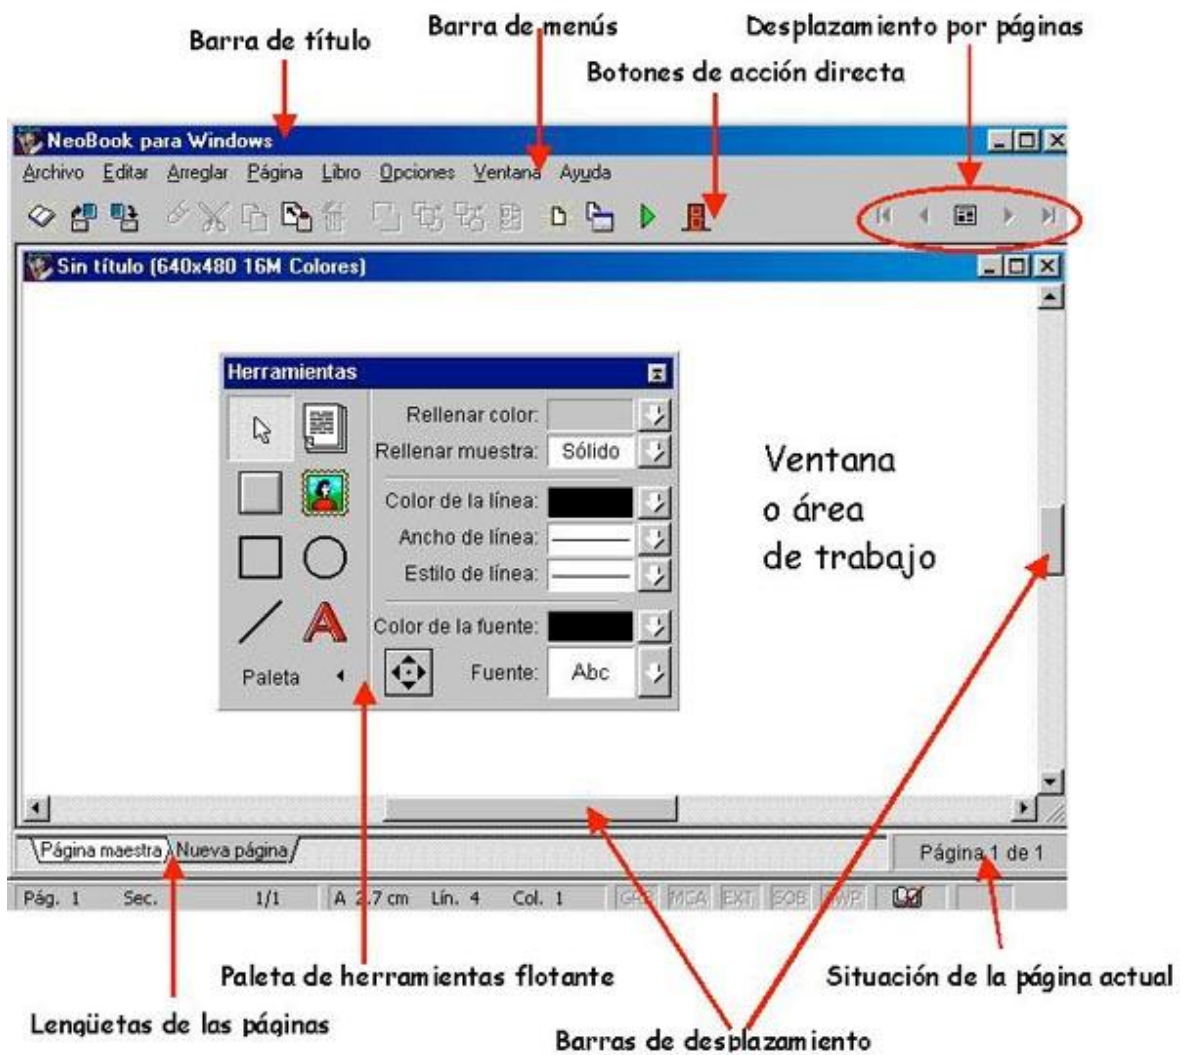 Barra de título
Barra de menús
Desplazamiento por páginas
Botones de acción directa
NeoBook para Windows
Archivo Editar Arreglar Página Libro Opciones Ventana Ayuda
Sin título (640x480 16M Colores)
Herramientas
Rellenar color:
Rellenar muestra: Sólido
Color de la línea:
Ancho de línea:
Estilo de línea:
Color de la fuente:
Paleta
Fuente: Abc
Ventana
o área
de trabajo
Página maestra Nueva página
Página 1 de 1
Pág. 1 Sec. 1/1 A 2.7 cm Lín. 4 Col. 1 MCA EXT SOB
Paleta de herramientas flotante
Situación de la página actual
Lengüetas de las páginas
Barras de desplazamiento